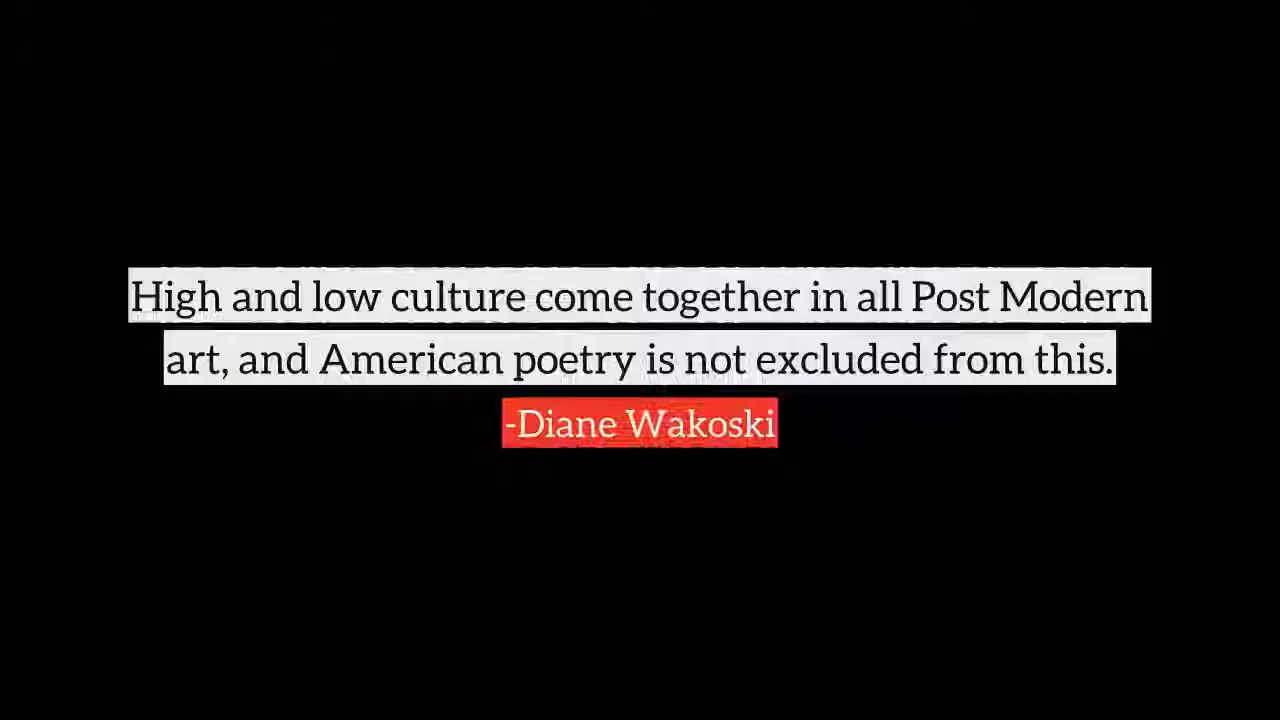 High and low culture come together in all Post Modern
art, and American poetry is not excluded from this.
-Diane Wakoski